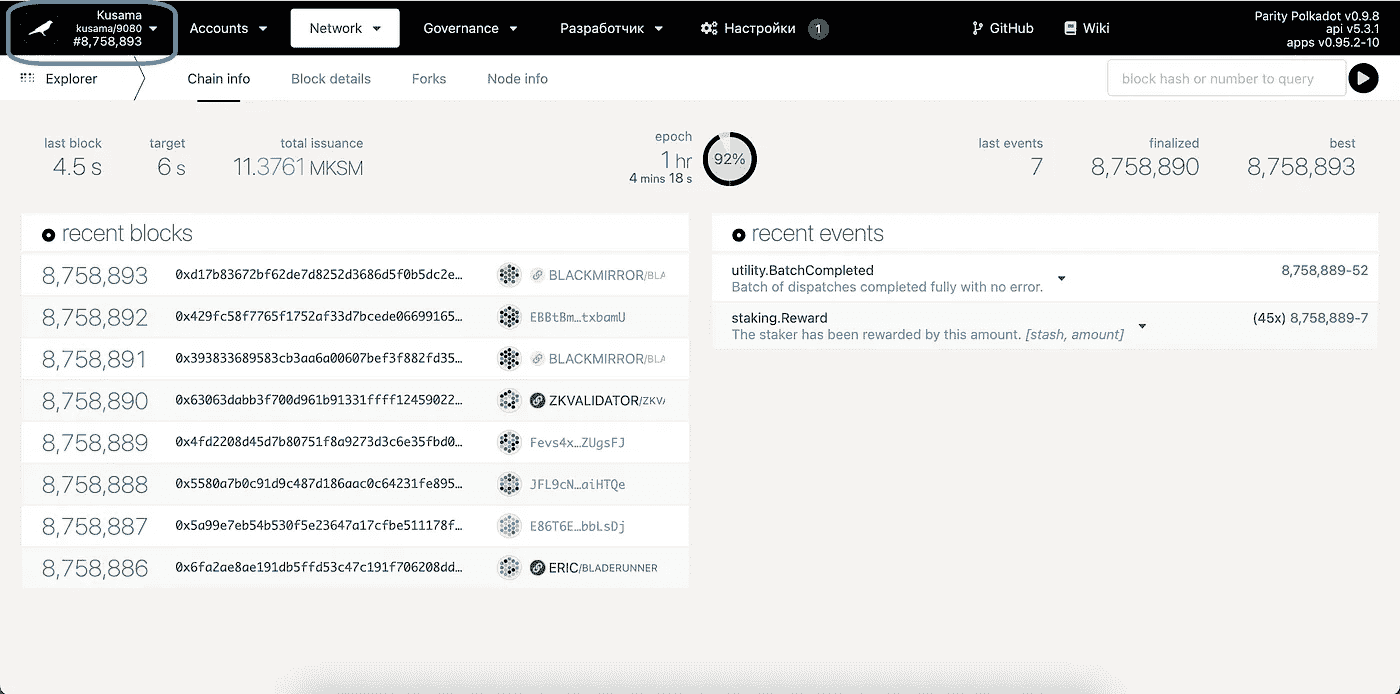 Kusama
kusama/9080
#8,758,893
Accounts
Network
Governance
Разработчик
Настройки
1
GitHub
Wiki
Parity Polkadot v0.9.8
api v5.3.1
apps v0.95.2-10
Explorer
Chain info
Block details
Forks
Node info
block hash or number to query
last block
4.5 s
target
6 s
total issuance
11.3761 MKSM
epoch
1 hr
4 mins 18 s
92%
last events
7
finalized
8,758,890
best
8,758,893
recent blocks
8,758,893 0xd17b83672bf62de7d8252d3686d5f0b5dc2e… BLACKMIRROR/BLA
8,758,892 0x429fc58f7765f1752af33d7bcede06699165… EBBtBm…txbamU
8,758,891 0x393833689583cb3aa6a00607bef3f882fd35… BLACKMIRROR/BLA
8,758,890 0x63063dabb3f700d961b91331ffff12459022… ZKVALIDATOR/ZKV
8,758,889 0x4fd2208d45d7b80751f8a9273d3c6e35fbd0… Fevs4x…ZUgsFJ
8,758,888 0x5580a7b0c91d9c487d186aac0c64231fe895… JFL9cN…aiHTQe
8,758,887 0x5a99e7eb54b530f5e23647a17cfbe511178f… E86T6E…bbLsDj
8,758,886 0x6fa2ae8ae191db5ffd53c47c191f706208dd… ERIC/BLADERUNNER
recent events
utility.BatchCompleted 8,758,889-52
Batch of dispatches completed fully with no error.
staking.Reward (45x) 8,758,889-7
The staker has been rewarded by this amount. [stash, amount]